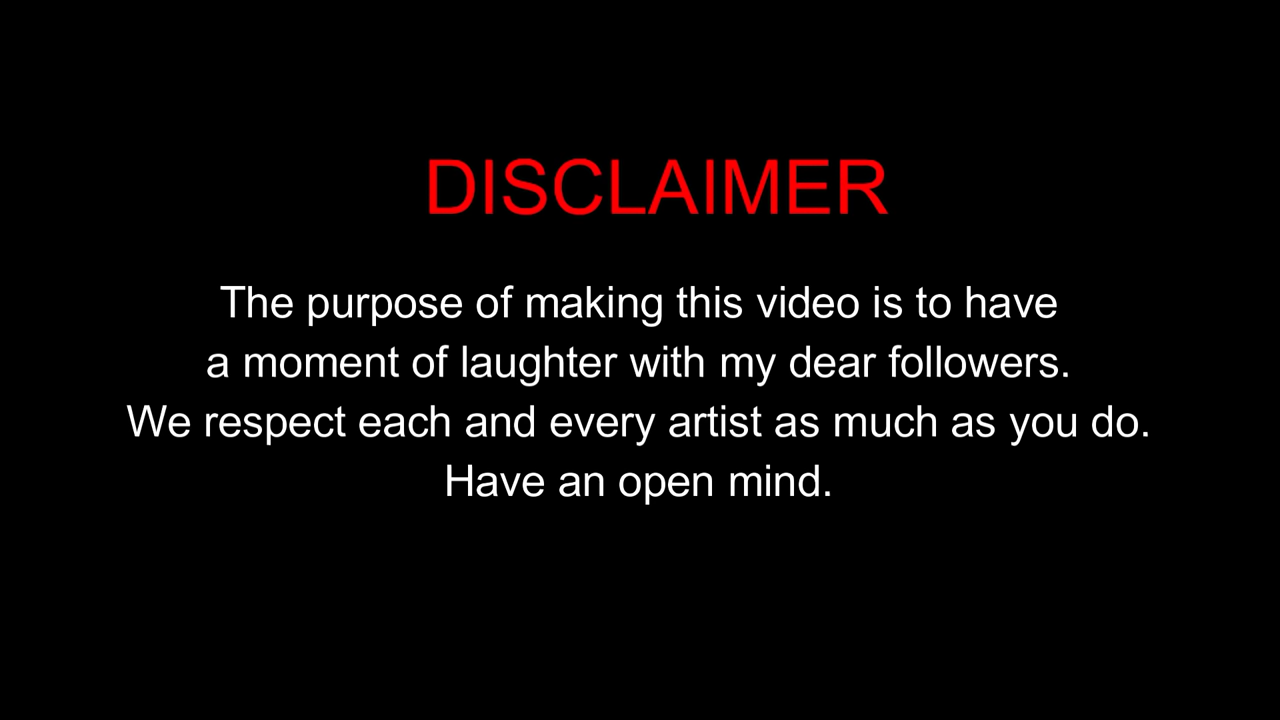 DISCLAIMER
The purpose of making this video is to have
a moment of laughter with my dear followers.
We respect each and every artist as much as you do.
Have an open mind.